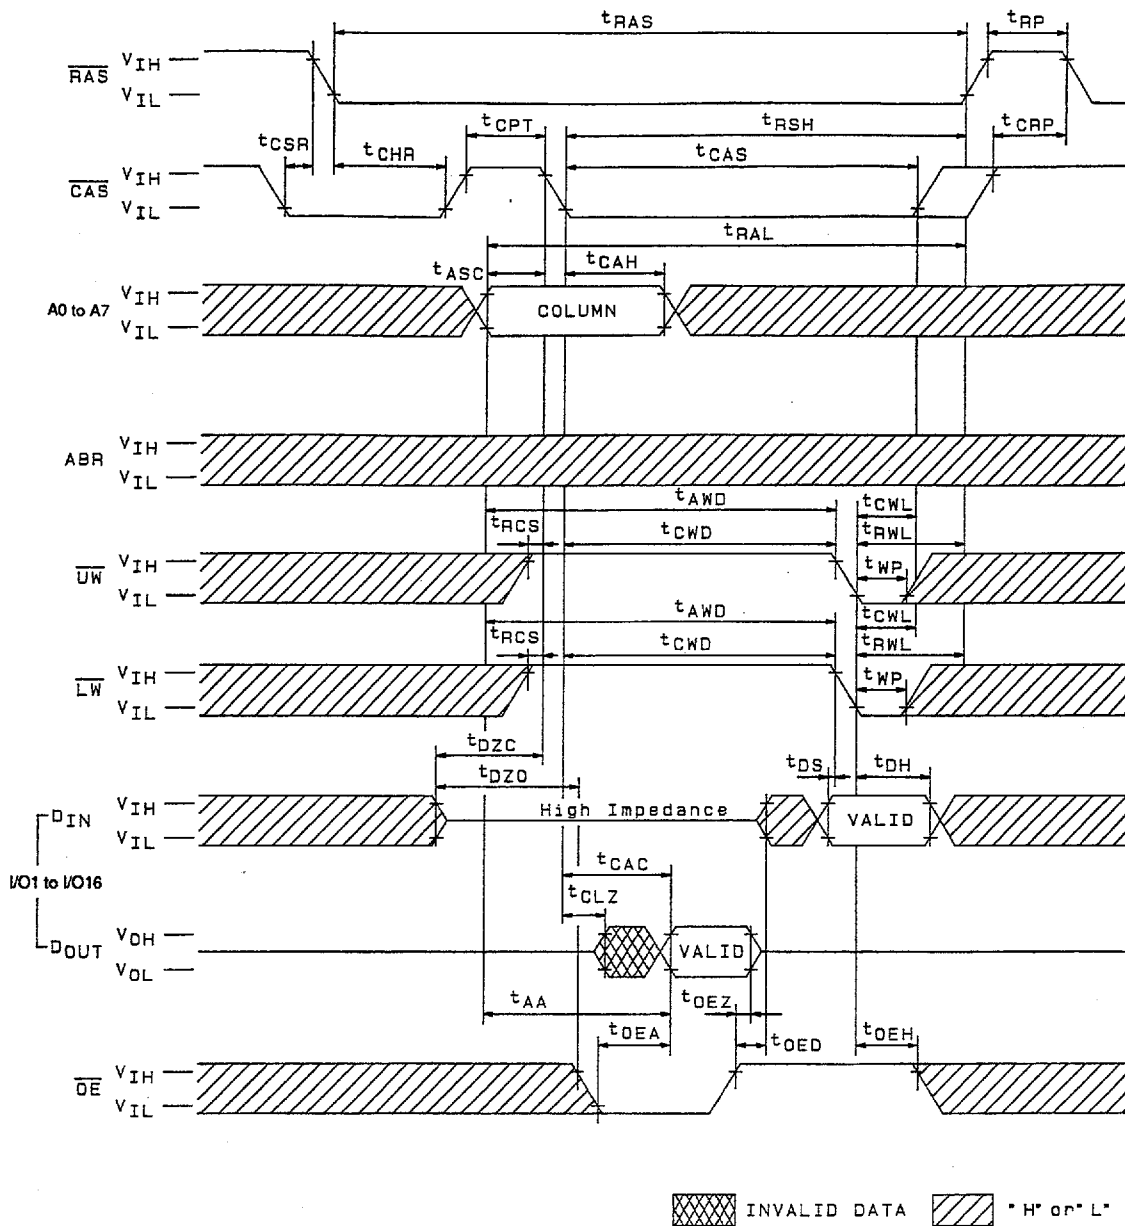 tRAS
tRP
RAS
VIH
VIL
tCSR
tCPT
tRSH
tCRP
tCHR
tCAS
CAS
VIH
VIL
tRAL
tASC
tCAH
A0 to A7
VIH
VIL
COLUMN
ABR
VIH
VIL
tAWD
tCWL
tRCS
tCWD
tRWL
UW
VIH
VIL
tWP
tAWD
tCWL
tRCS
tCWD
tRWL
LW
VIH
VIL
tWP
tDZC
tDZO
tDS
tDH
DIN
VIH
VIL
High Impedance
VALID
I/O1 to I/O16
tCAC
tCLZ
DOUT
VOH
VOL
VALID
tAA
tOEZ
tOEA
tOED
tOEH
OE
VIH
VIL
INVALID DATA
"H" or "L"